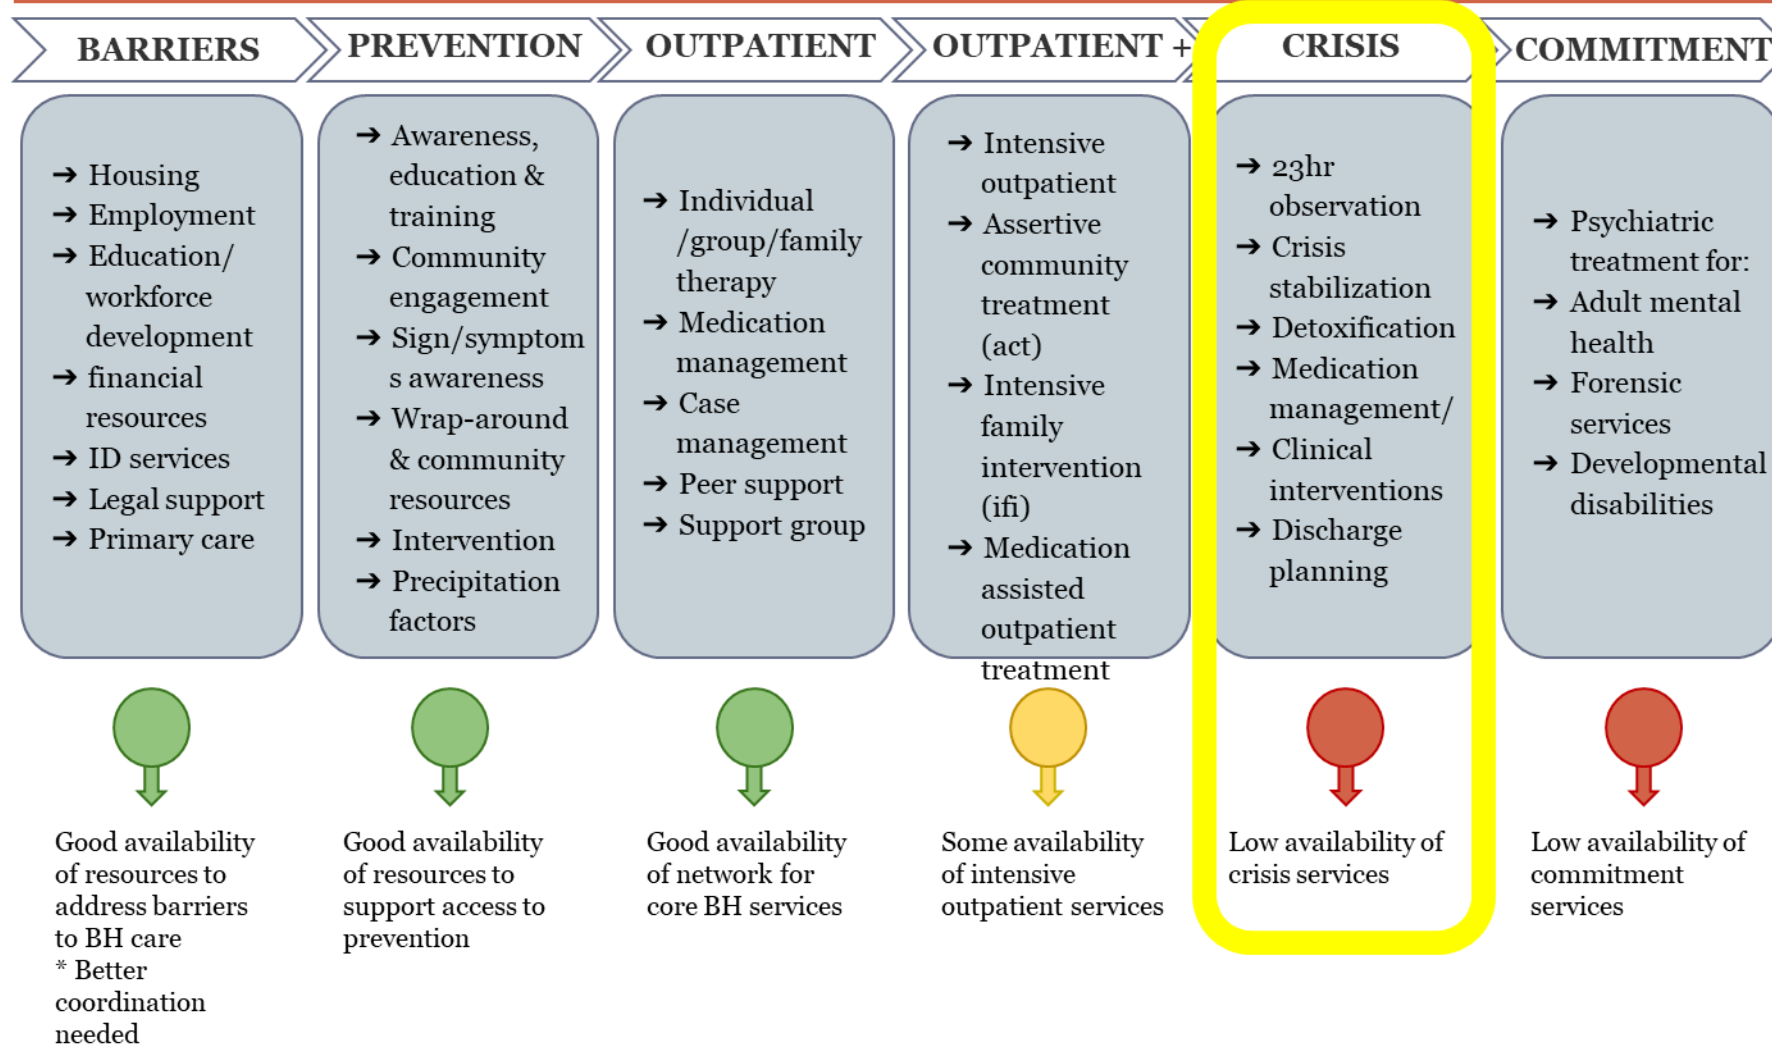 BARRIERS
➔ Housing
➔ Employment
➔ Education/
workforce
development
➔ financial
resources
➔ ID services
➔ Legal support
➔ Primary care
Good availability
of resources to
address barriers
to BH care
* Better
coordination
needed
PREVENTION
➔ Awareness,
education &
training
➔ Community
engagement
➔ Sign/symptom
s awareness
➔ Wrap-around
& community
resources
➔ Intervention
➔ Precipitation
factors
Good availability
of resources to
support access to
prevention
OUTPATIENT
➔ Individual
/group/family
therapy
➔ Medication
management
➔ Case
management
➔ Peer support
➔ Support group
Good availability
of network for
core BH services
OUTPATIENT +
➔ Intensive
outpatient
➔ Assertive
community
treatment
(act)
➔ Intensive
family
intervention
(ifi)
➔ Medication
assisted
outpatient
treatment
Some availability
of intensive
outpatient services
CRISIS
➔ 23hr
observation
➔ Crisis
stabilization
➔ Detoxification
➔ Medication
management/
➔ Clinical
interventions
➔ Discharge
planning
Low availability of
crisis services
COMMITMENT
➔ Psychiatric
treatment for:
➔ Adult mental
health
➔ Forensic
services
➔ Developmental
disabilities
Low availability of
commitment
services